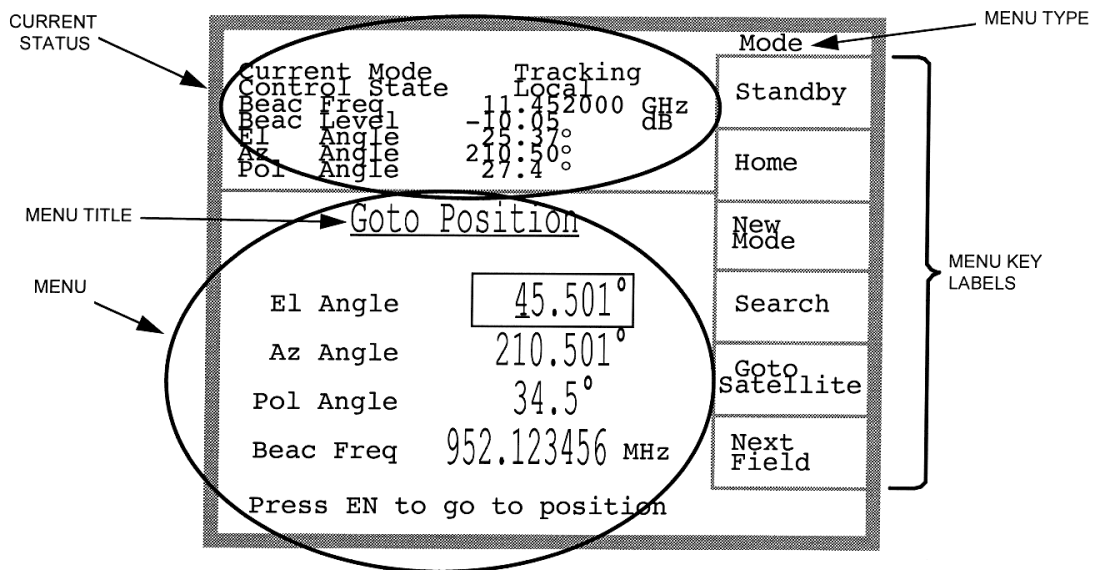 CURRENT
STATUS
MENU TYPE
Mode
Current Mode Tracking
Control State Local
Beac Freq 11.452000 GHz
Beac Level -10.05 dB
El Angle -25.37°
Az Angle 210.50°
Pol Angle 27.4 °
Standby
Home
New
Mode
Search
Goto
Satellite
Next
Field
MENU KEY
LABELS
MENU TITLE
Goto Position
MENU
El Angle 45.501°
Az Angle 210.501°
Pol Angle 34.5°
Beac Freq 952.123456 MHz
Press EN to go to position